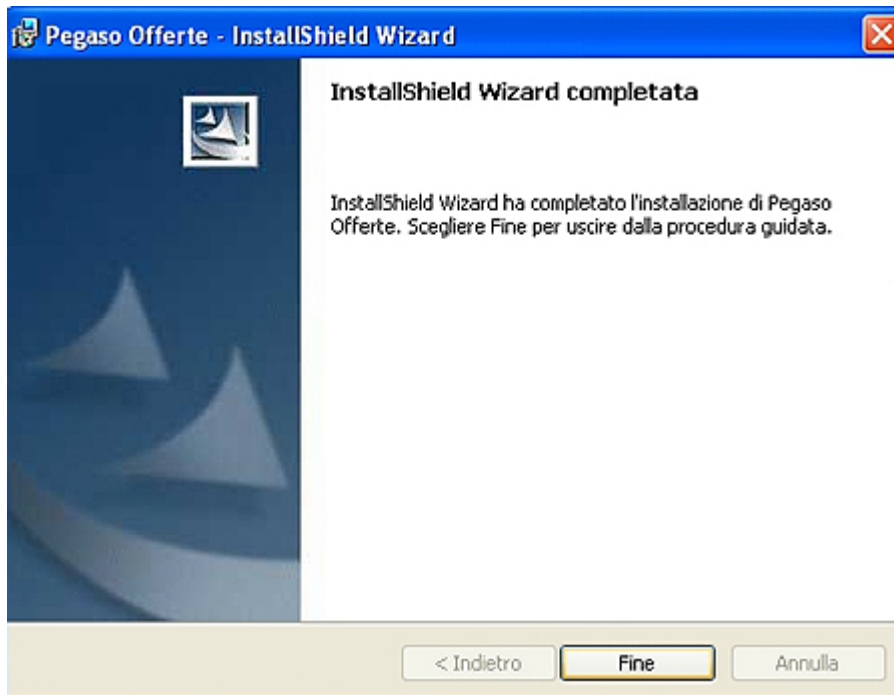 Pegaso Offerte - InstallShield Wizard
InstallShield Wizard completata
InstallShield Wizard ha completato l'installazione di Pegaso
Offerte. Scegliere Fine per uscire dalla procedura guidata.
< Indietro
Fine
Annulla